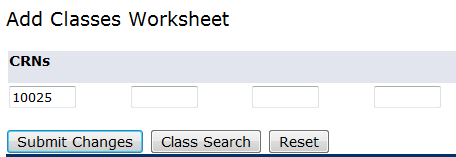 Add Classes Worksheet
CRNs
10025
Submit Changes Class Search Reset